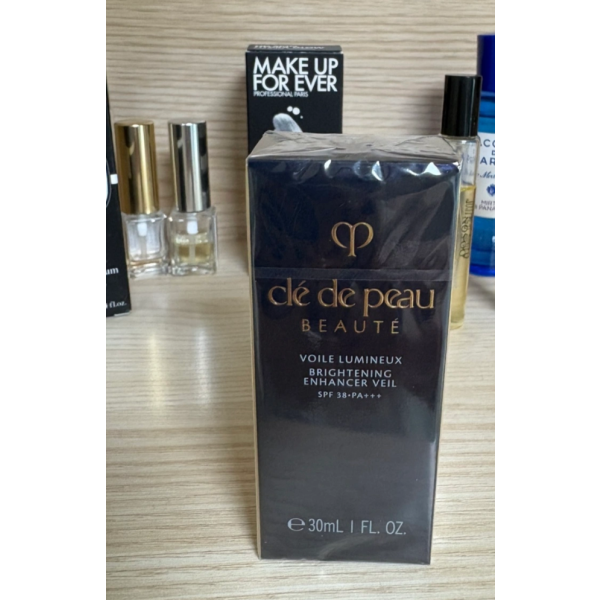 MAKE UP
FOR EVER
PROFESSIONAL PARIS
clé de peau
BEAUTÉ
VOILE LUMINEUX
BRIGHTENING
ENHANCER VEIL
SPF 38•PA+++
℮30mL 1 FL. OZ.